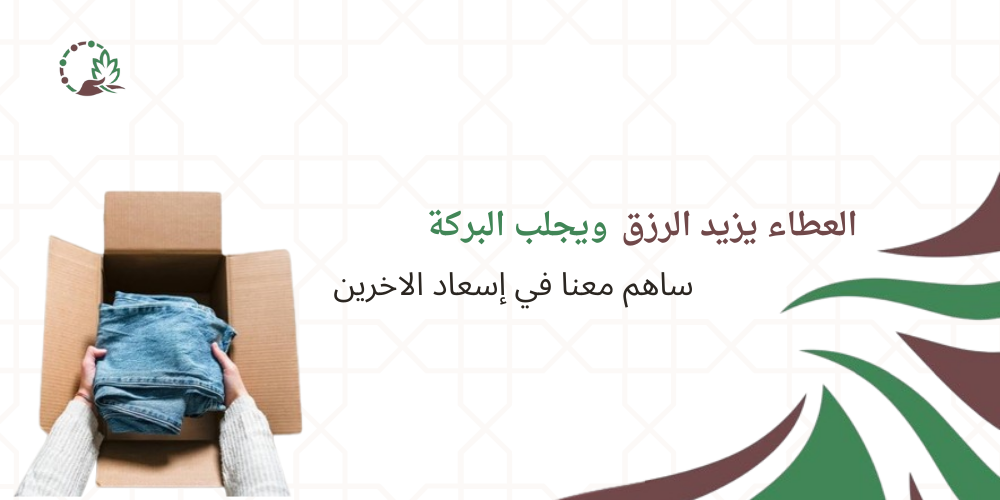 العطاء يزيد الرزق ويجلب البركة
ساهم معنا في إسعاد الاخرين